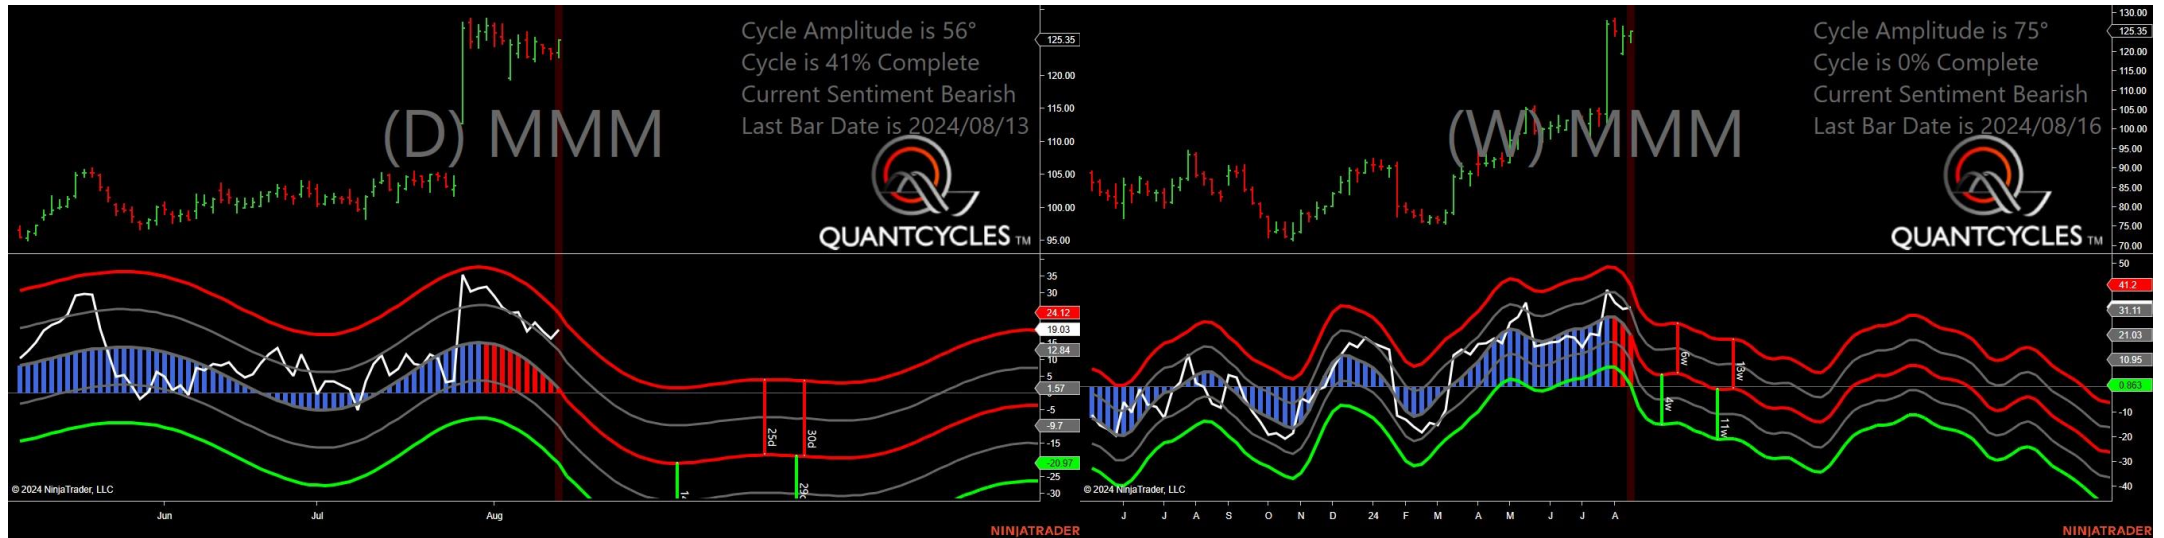 Cycle Amplitude is 56°
Cycle is 41% Complete
Current Sentiment Bearish
Last Bar Date is 2024/08/13
(D) MMM
QUANTCYCLES TM
125.35
120.00
115.00
110.00
105.00
100.00
95.00
35
30
24.12
19.03
15
12.84
1.57
-5
-9.7
-15
-20.97
-25
-30
25d
30d
© 2024 NinjaTrader, LLC
Jun
Jul
Aug
NINJATRADER
Cycle Amplitude is 75°
Cycle is 0% Complete
Current Sentiment Bearish
Last Bar Date is 2024/08/16
(W) MMM
QUANTCYCLES TM
130.00
125.35
120.00
115.00
110.00
105.00
100.00
95.00
90.00
85.00
80.00
75.00
70.00
50
41.2
31.11
21.03
10.95
0.863
-10
-20
-30
-40
6w
13w
4w
11w
© 2024 NinjaTrader, LLC
J J A S O N D 24 F M A M J J A
NINJATRADER